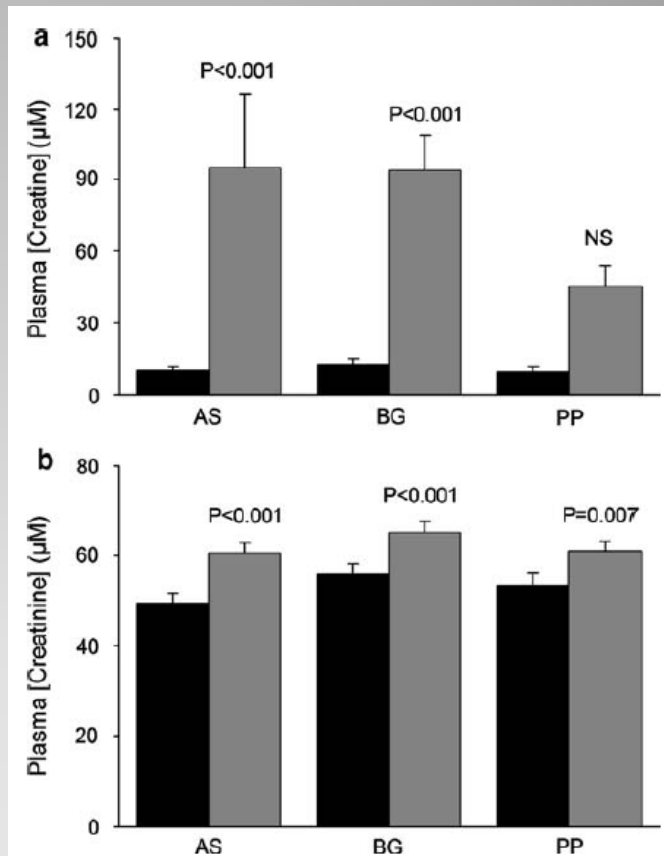 a
Plasma [Creatine] (µM)
150
120
90
60
30
0
P<0.001
P<0.001
NS
AS BG PP
b
Plasma [Creatinine] (µM)
80
60
40
20
0
P<0.001
P<0.001
P=0.007
AS BG PP